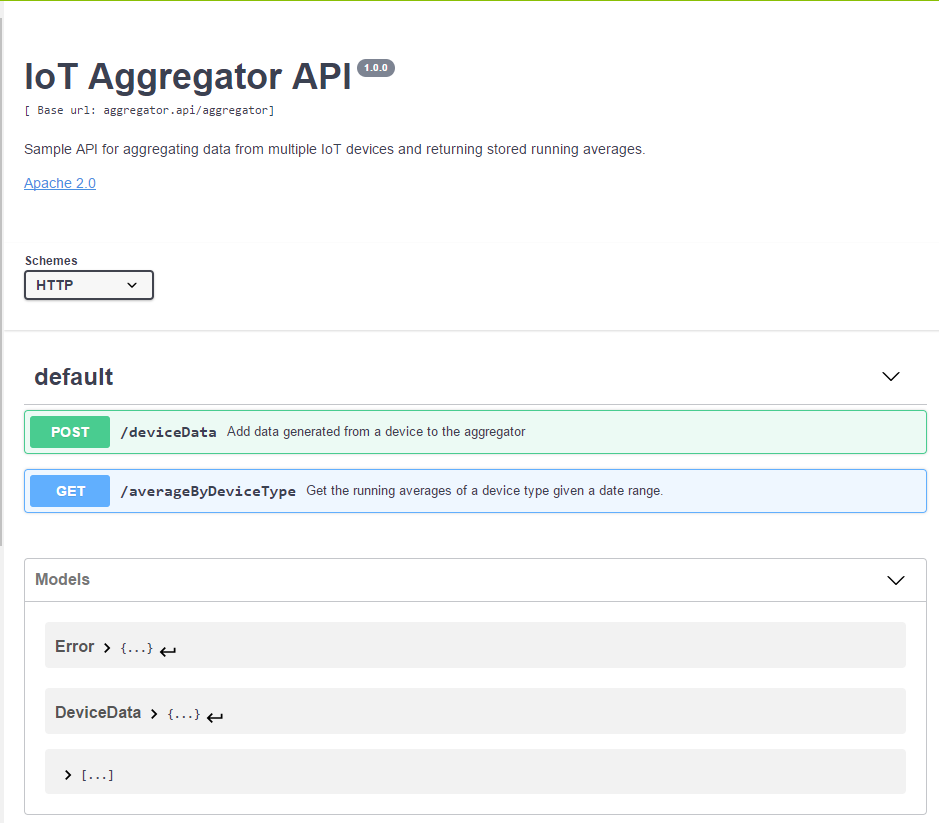 IoT Aggregator API 1.0.0
[ Base url: aggregator.api/aggregator]
Sample API for aggregating data from multiple IoT devices and returning stored running averages.
Apache 2.0
Schemes
HTTP
default
POST /deviceData Add data generated from a device to the aggregator
GET /averageByDeviceType Get the running averages of a device type given a date range.
Models
Error > {...} ↵
DeviceData > {...} ↵
> [...]